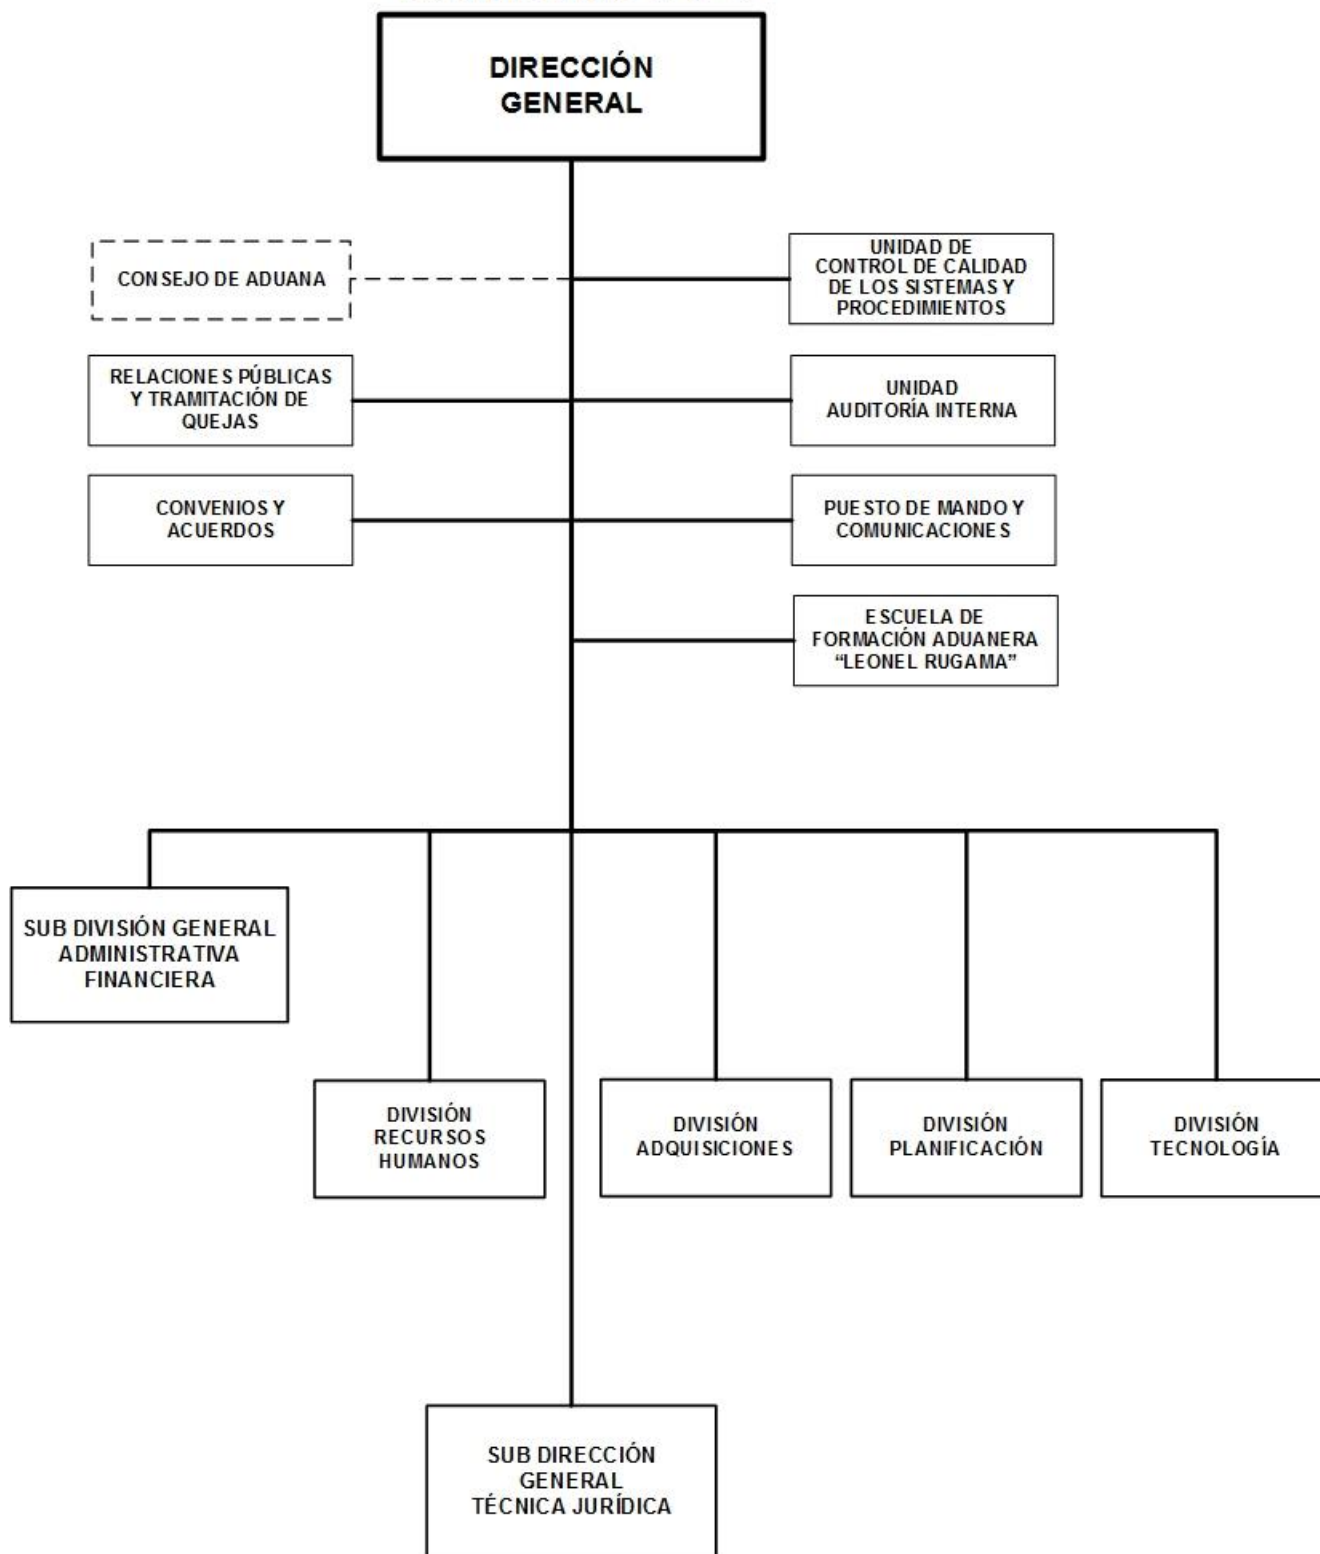 DIRECCIÓN
GENERAL
CONSEJO DE ADUANA
UNIDAD DE
CONTROL DE CALIDAD
DE LOS SISTEMAS Y
PROCEDIMIENTOS
RELACIONES PÚBLICAS
Y TRAMITACIÓN DE
QUEJAS
UNIDAD
AUDITORÍA INTERNA
CONVENIOS Y
ACUERDOS
PUESTO DE MANDO Y
COMUNICACIONES
ESCUELA DE
FORMACIÓN ADUANERA
“LEONEL RUGAMA”
SUB DIVISIÓN GENERAL
ADMINISTRATIVA
FINANCIERA
DIVISIÓN
RECURSOS
HUMANOS
DIVISIÓN
ADQUISICIONES
DIVISIÓN
PLANIFICACIÓN
DIVISIÓN
TECNOLOGÍA
SUB DIRECCIÓN
GENERAL
TÉCNICA JURÍDICA